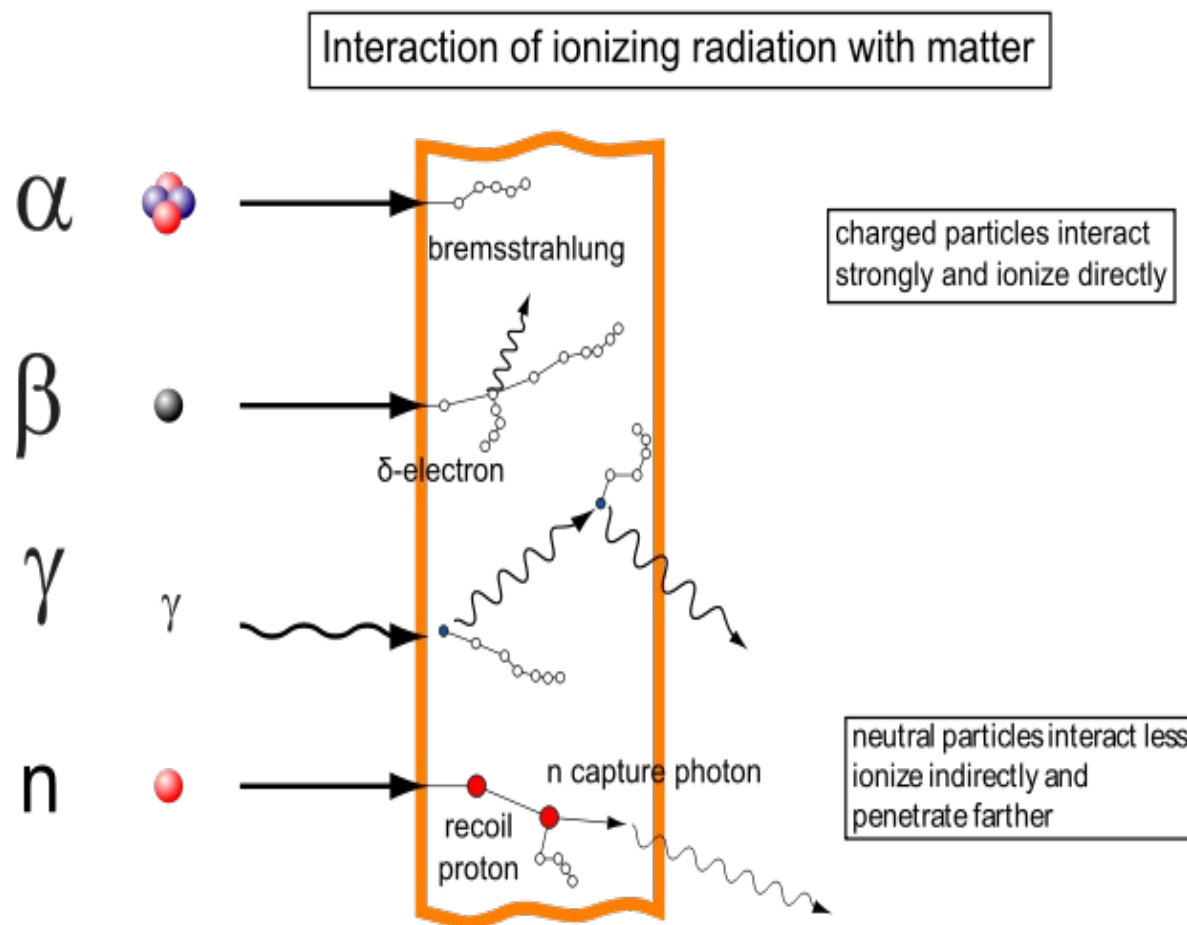 Interaction of ionizing radiation with matter
α
bremsstrahlung
charged particles interact
strongly and ionize directly
β
δ-electron
γ
γ
n
n capture photon
recoil
proton
neutral particles interact less
ionize indirectly and
penetrate farther